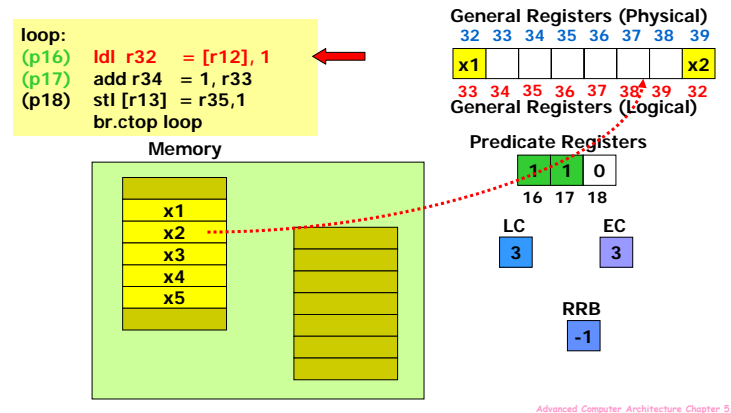 loop:
(p16) ldl r32 = [r12], 1
(p17) add r34 = 1, r33
(p18) stl [r13] = r35,1
br.ctop loop
General Registers (Physical)
32 33 34 35 36 37 38 39
x1 x2
33 34 35 36 37 38 39 32
General Registers (Logical)
Memory
x1
x2
x3
x4
x5
Predicate Registers
1 1 0
16 17 18
LC EC
3 3
RRB
-1
Advanced Computer Architecture Chapter 5